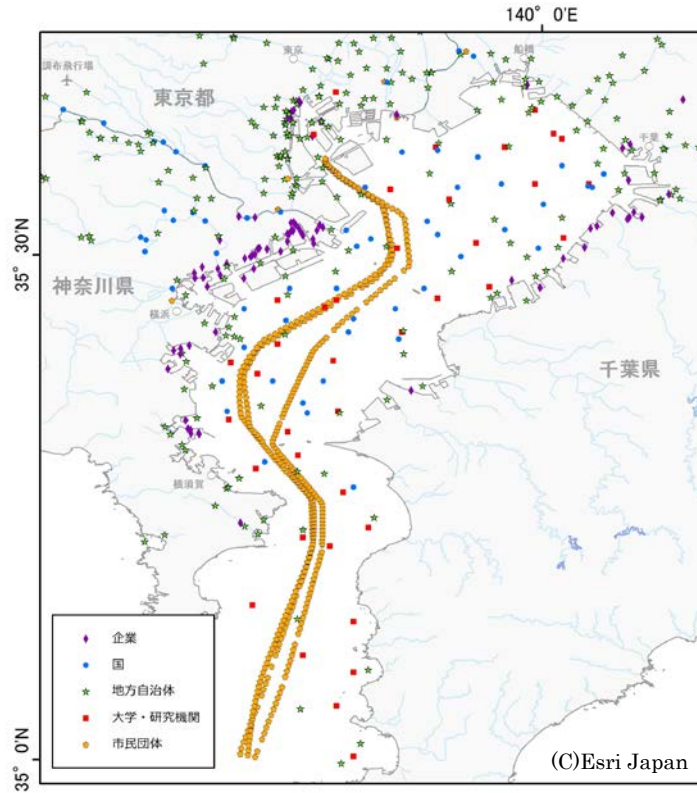 140° 0'E
東京
船橋
調布飛行場
東京都
千葉
35° 30'N
神奈川県
横浜
千葉県
横須賀
企業
国
地方自治体
大学・研究機関
市民団体
35° 0'N
(C)Esri Japan